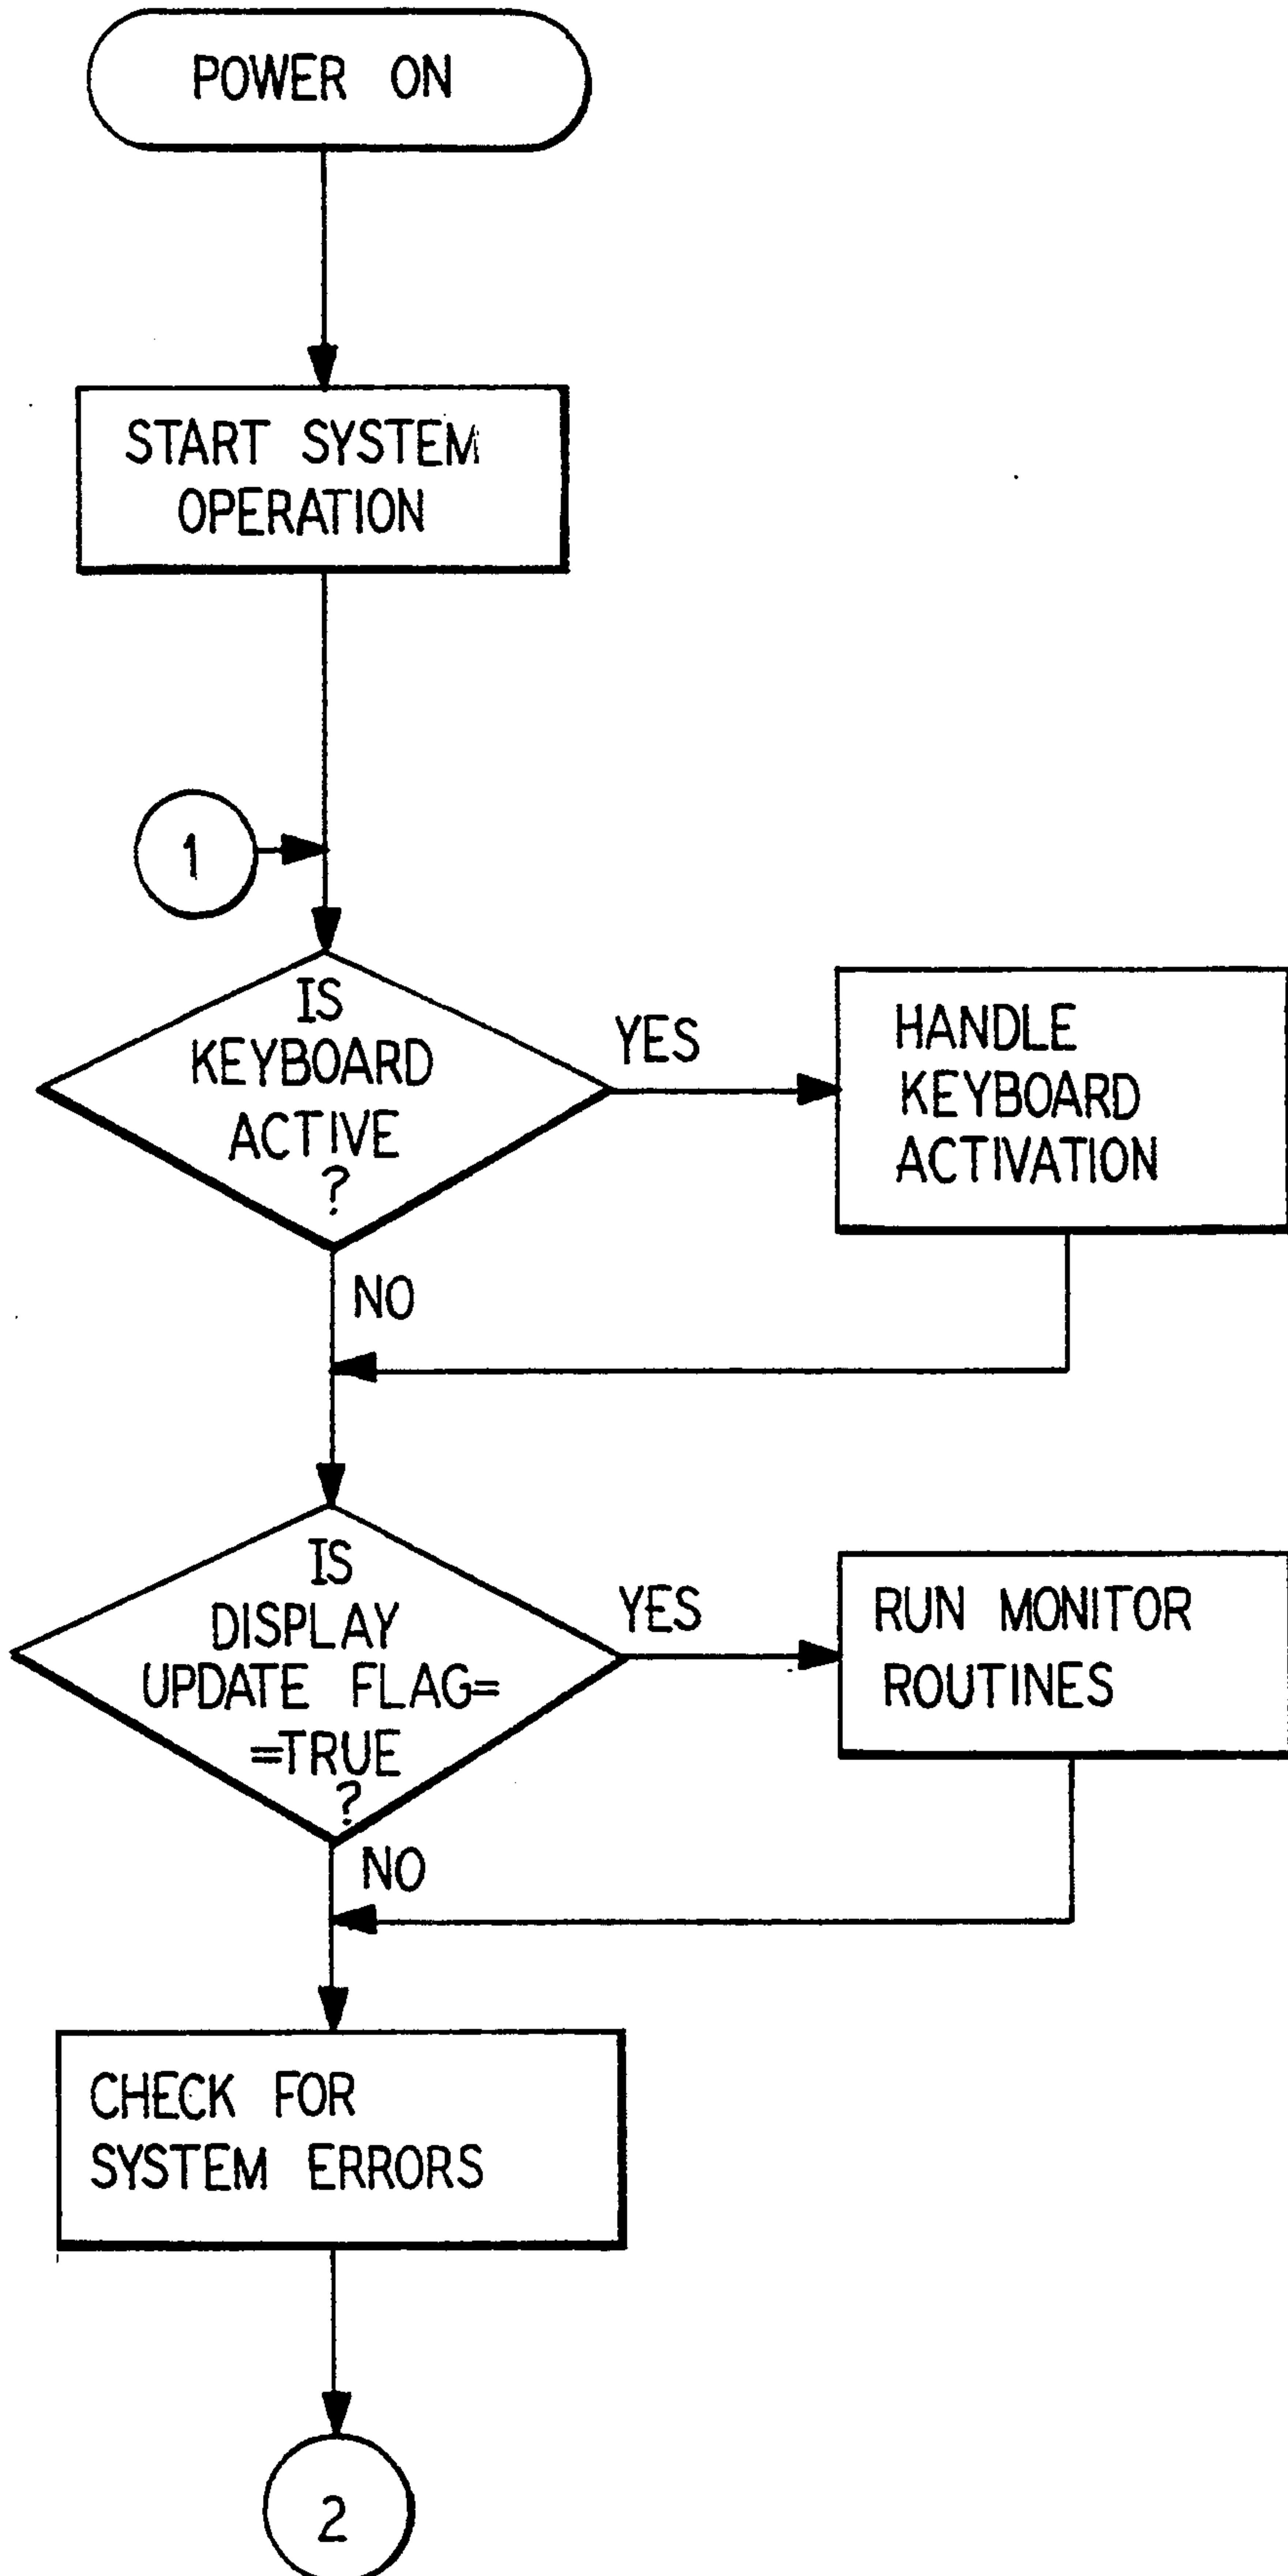 POWER ON
START SYSTEM
OPERATION
1
IS
KEYBOARD
ACTIVE
?
YES
HANDLE
KEYBOARD
ACTIVATION
NO
IS
DISPLAY
UPDATE FLAG=
=TRUE
?
YES
RUN MONITOR
ROUTINES
NO
CHECK FOR
SYSTEM ERRORS
2